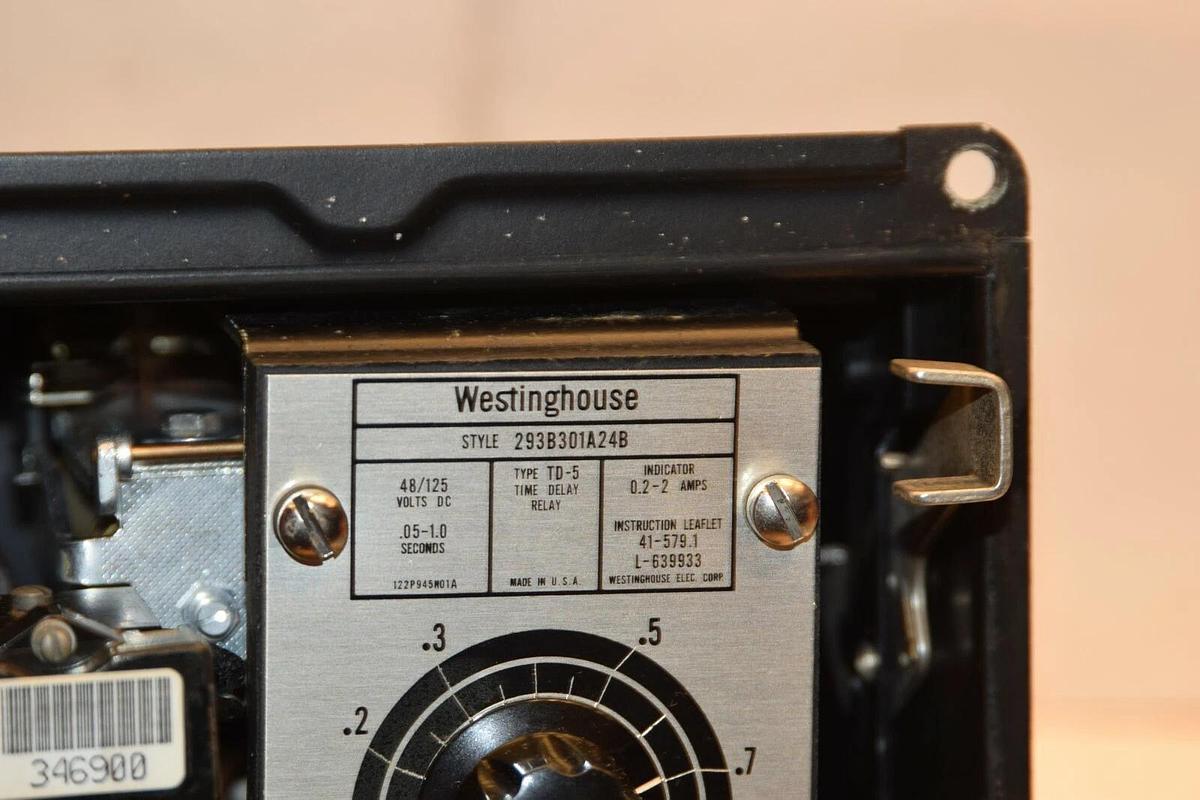 Westinghouse
STYLE 293B301A24B
48/125
VOLTS DC
.05-1.0
SECONDS
122P945H01A
TYPE TD-5
TIME DELAY
RELAY
MADE IN U.S.A.
INDICATOR
0.2-2 AMPS
INSTRUCTION LEAFLET
41-579.1
L-639933
WESTINGHOUSE ELEC. CORP.
.3
.5
.2
.7
346900